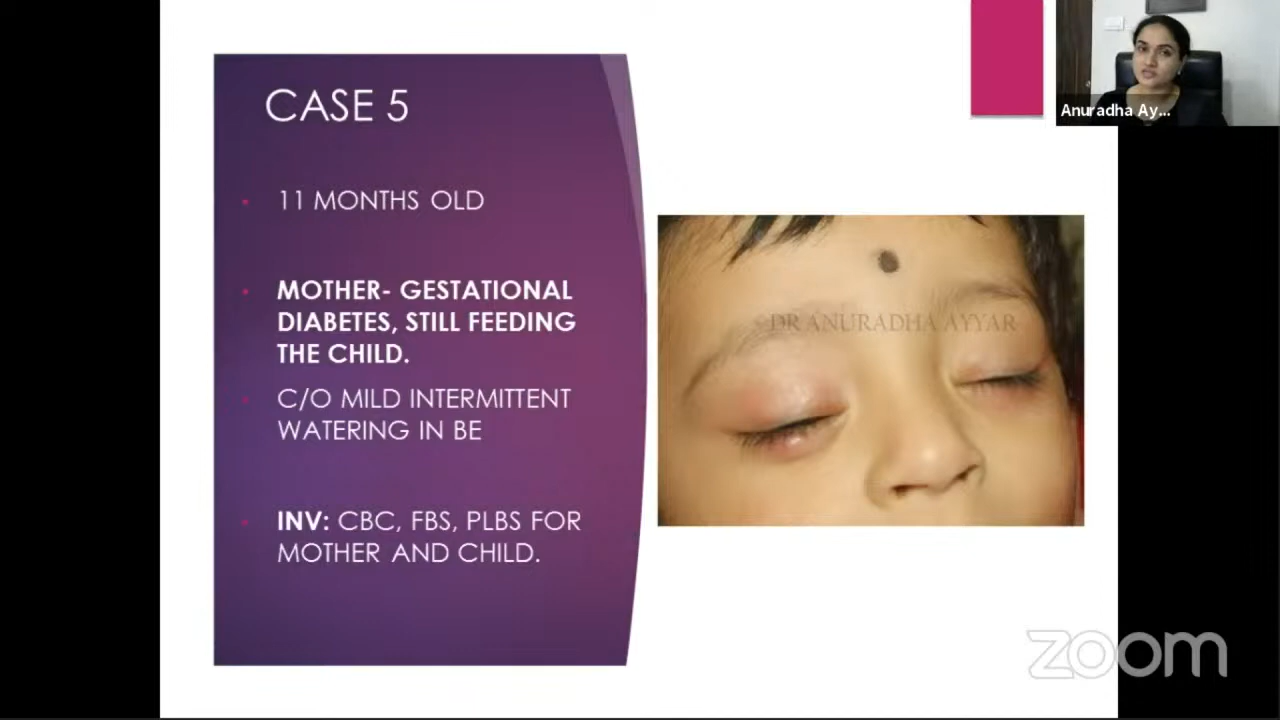 CASE 5
11 MONTHS OLD
MOTHER- GESTATIONAL
DIABETES, STILL FEEDING
THE CHILD.
C/O MILD INTERMITTENT
WATERING IN BE
INV: CBC, FBS, PLBS FOR
MOTHER AND CHILD.
DR ANURADHA AYYAR
Anuradha Ay...
zoom